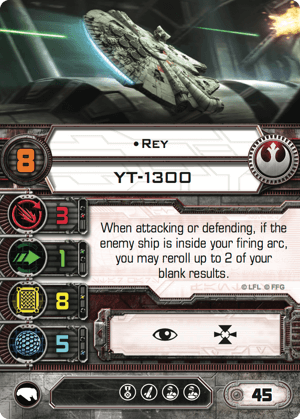 • REY
8
YT-1300
3
When attacking or defending, if the
enemy ship is inside your firing arc,
you may reroll up to 2 of your
blank results.
1
© LFL © FFG
8
5
45